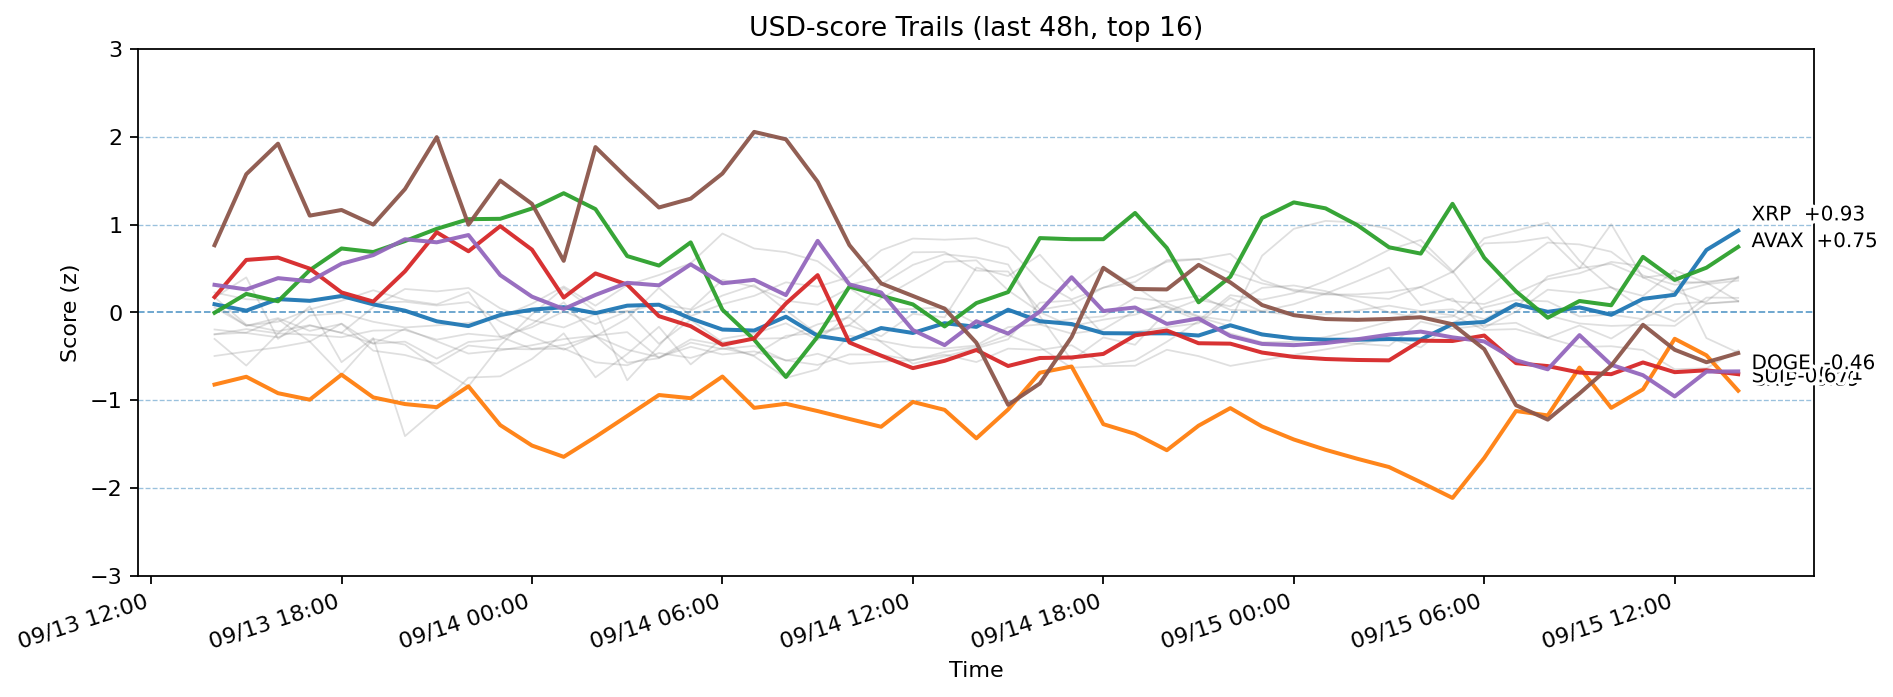 USD-score Trails (last 48h, top 16)
3
2
1
0
−1
−2
−3
Score (z)
XRP +0.93
AVAX +0.75
DOGE -0.46
09/13 12:00
09/13 18:00
09/14 00:00
09/14 06:00
09/14 12:00
09/14 18:00
09/15 00:00
09/15 06:00
09/15 12:00
Time